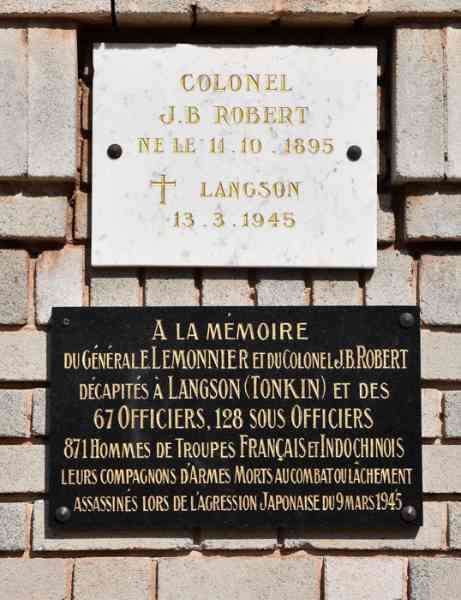 COLONEL
J.B ROBERT
NE LE 11.10.1895
† LANGSON
13.3.1945
A LA MÉMOIRE
DU GÉNÉRAL E. LEMONNIER ET DU COLONEL J.B. ROBERT
DÉCAPITÉS À LANGSON (TONKIN) ET DES
67 OFFICIERS, 128 SOUS OFFICIERS
871 HOMMES DE TROUPES FRANÇAIS ET INDOCHINOIS
LEURS COMPAGNONS D'ARMES MORTS AU COMBAT OU LÂCHEMENT
ASSASSINÉS LORS DE L'AGRESSION JAPONAISE DU 9 MARS 1945